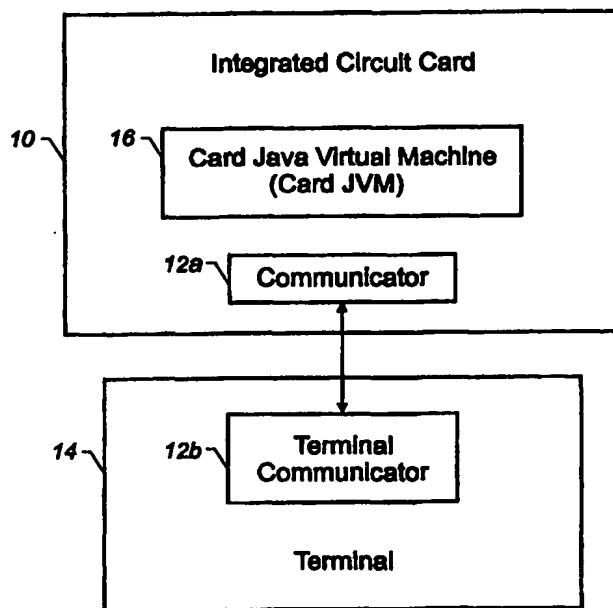 Integrated Circuit Card
10
16
Card Java Virtual Machine
(Card JVM)
12a
Communicator
14
12b
Terminal
Communicator
Terminal